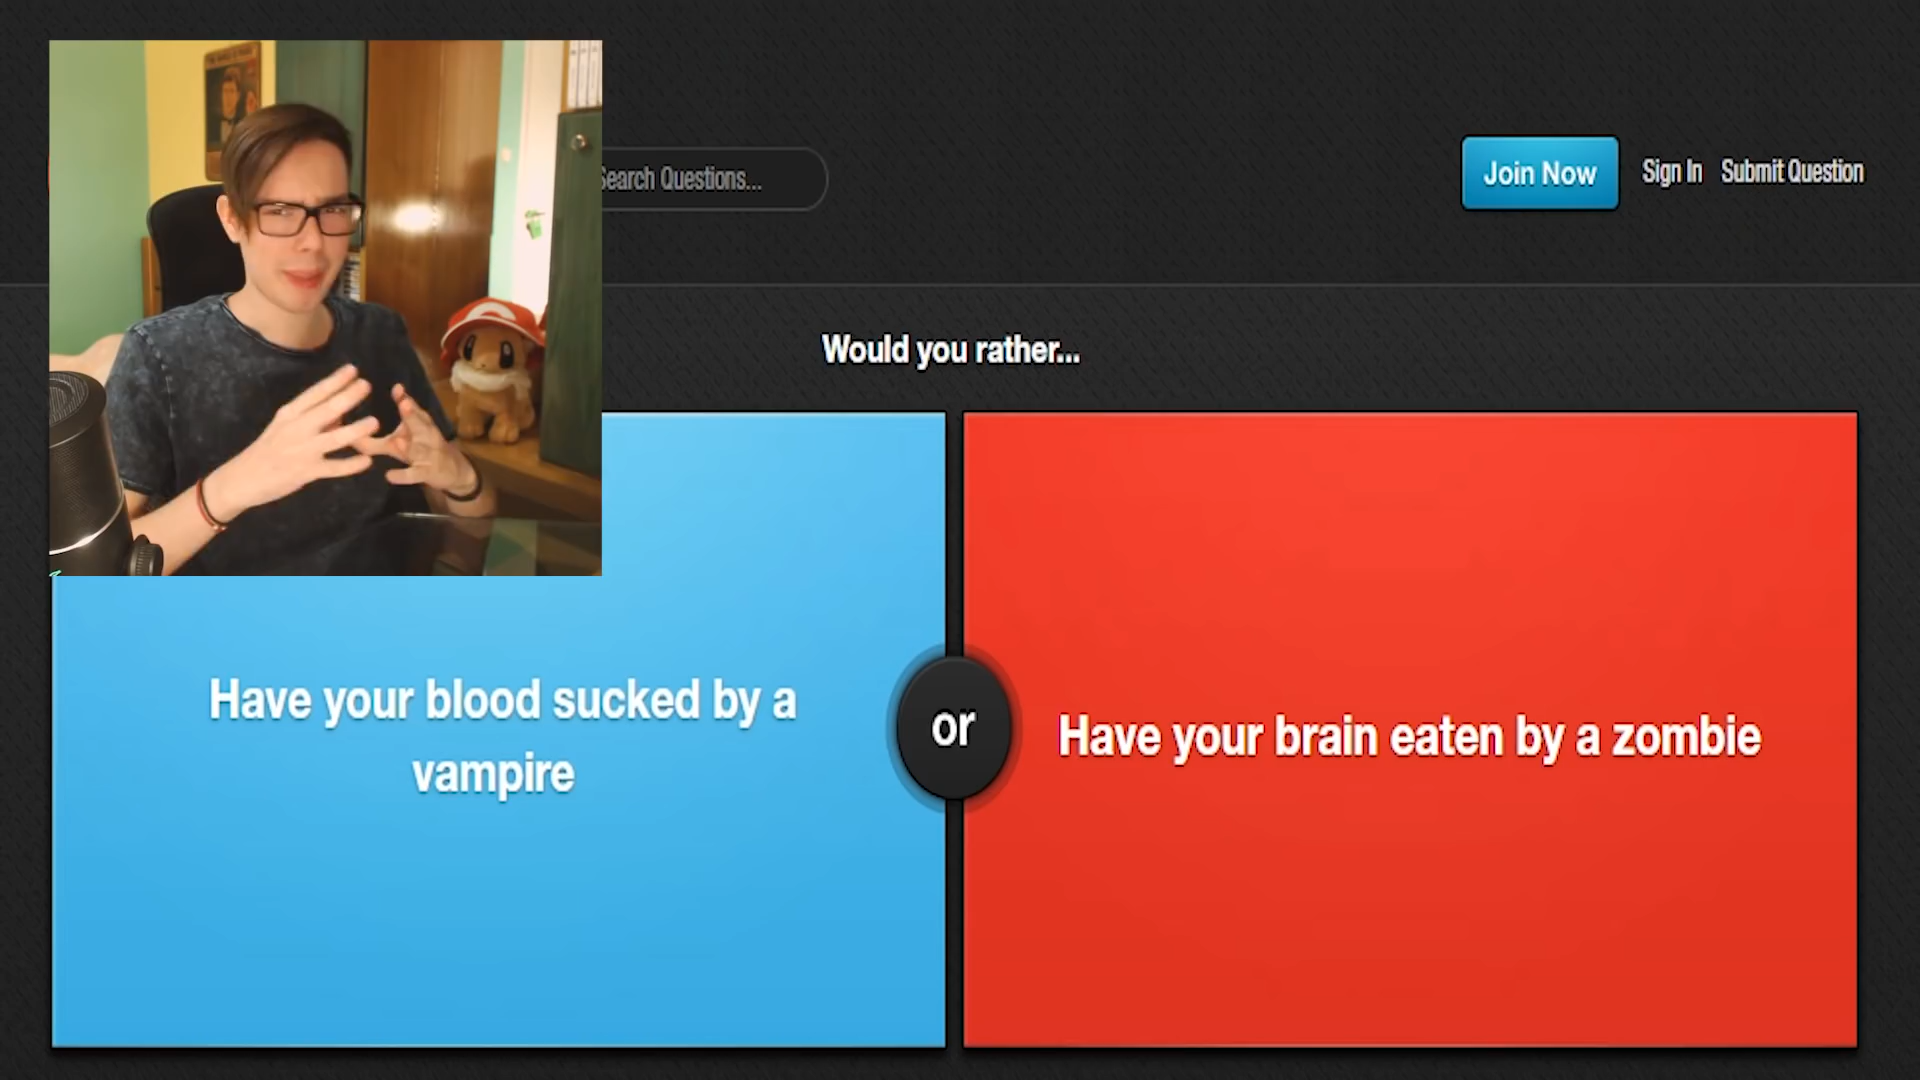 Search Questions...
Join Now
Sign In
Submit Question
Would you rather...
Have your blood sucked by a
vampire
or
Have your brain eaten by a zombie